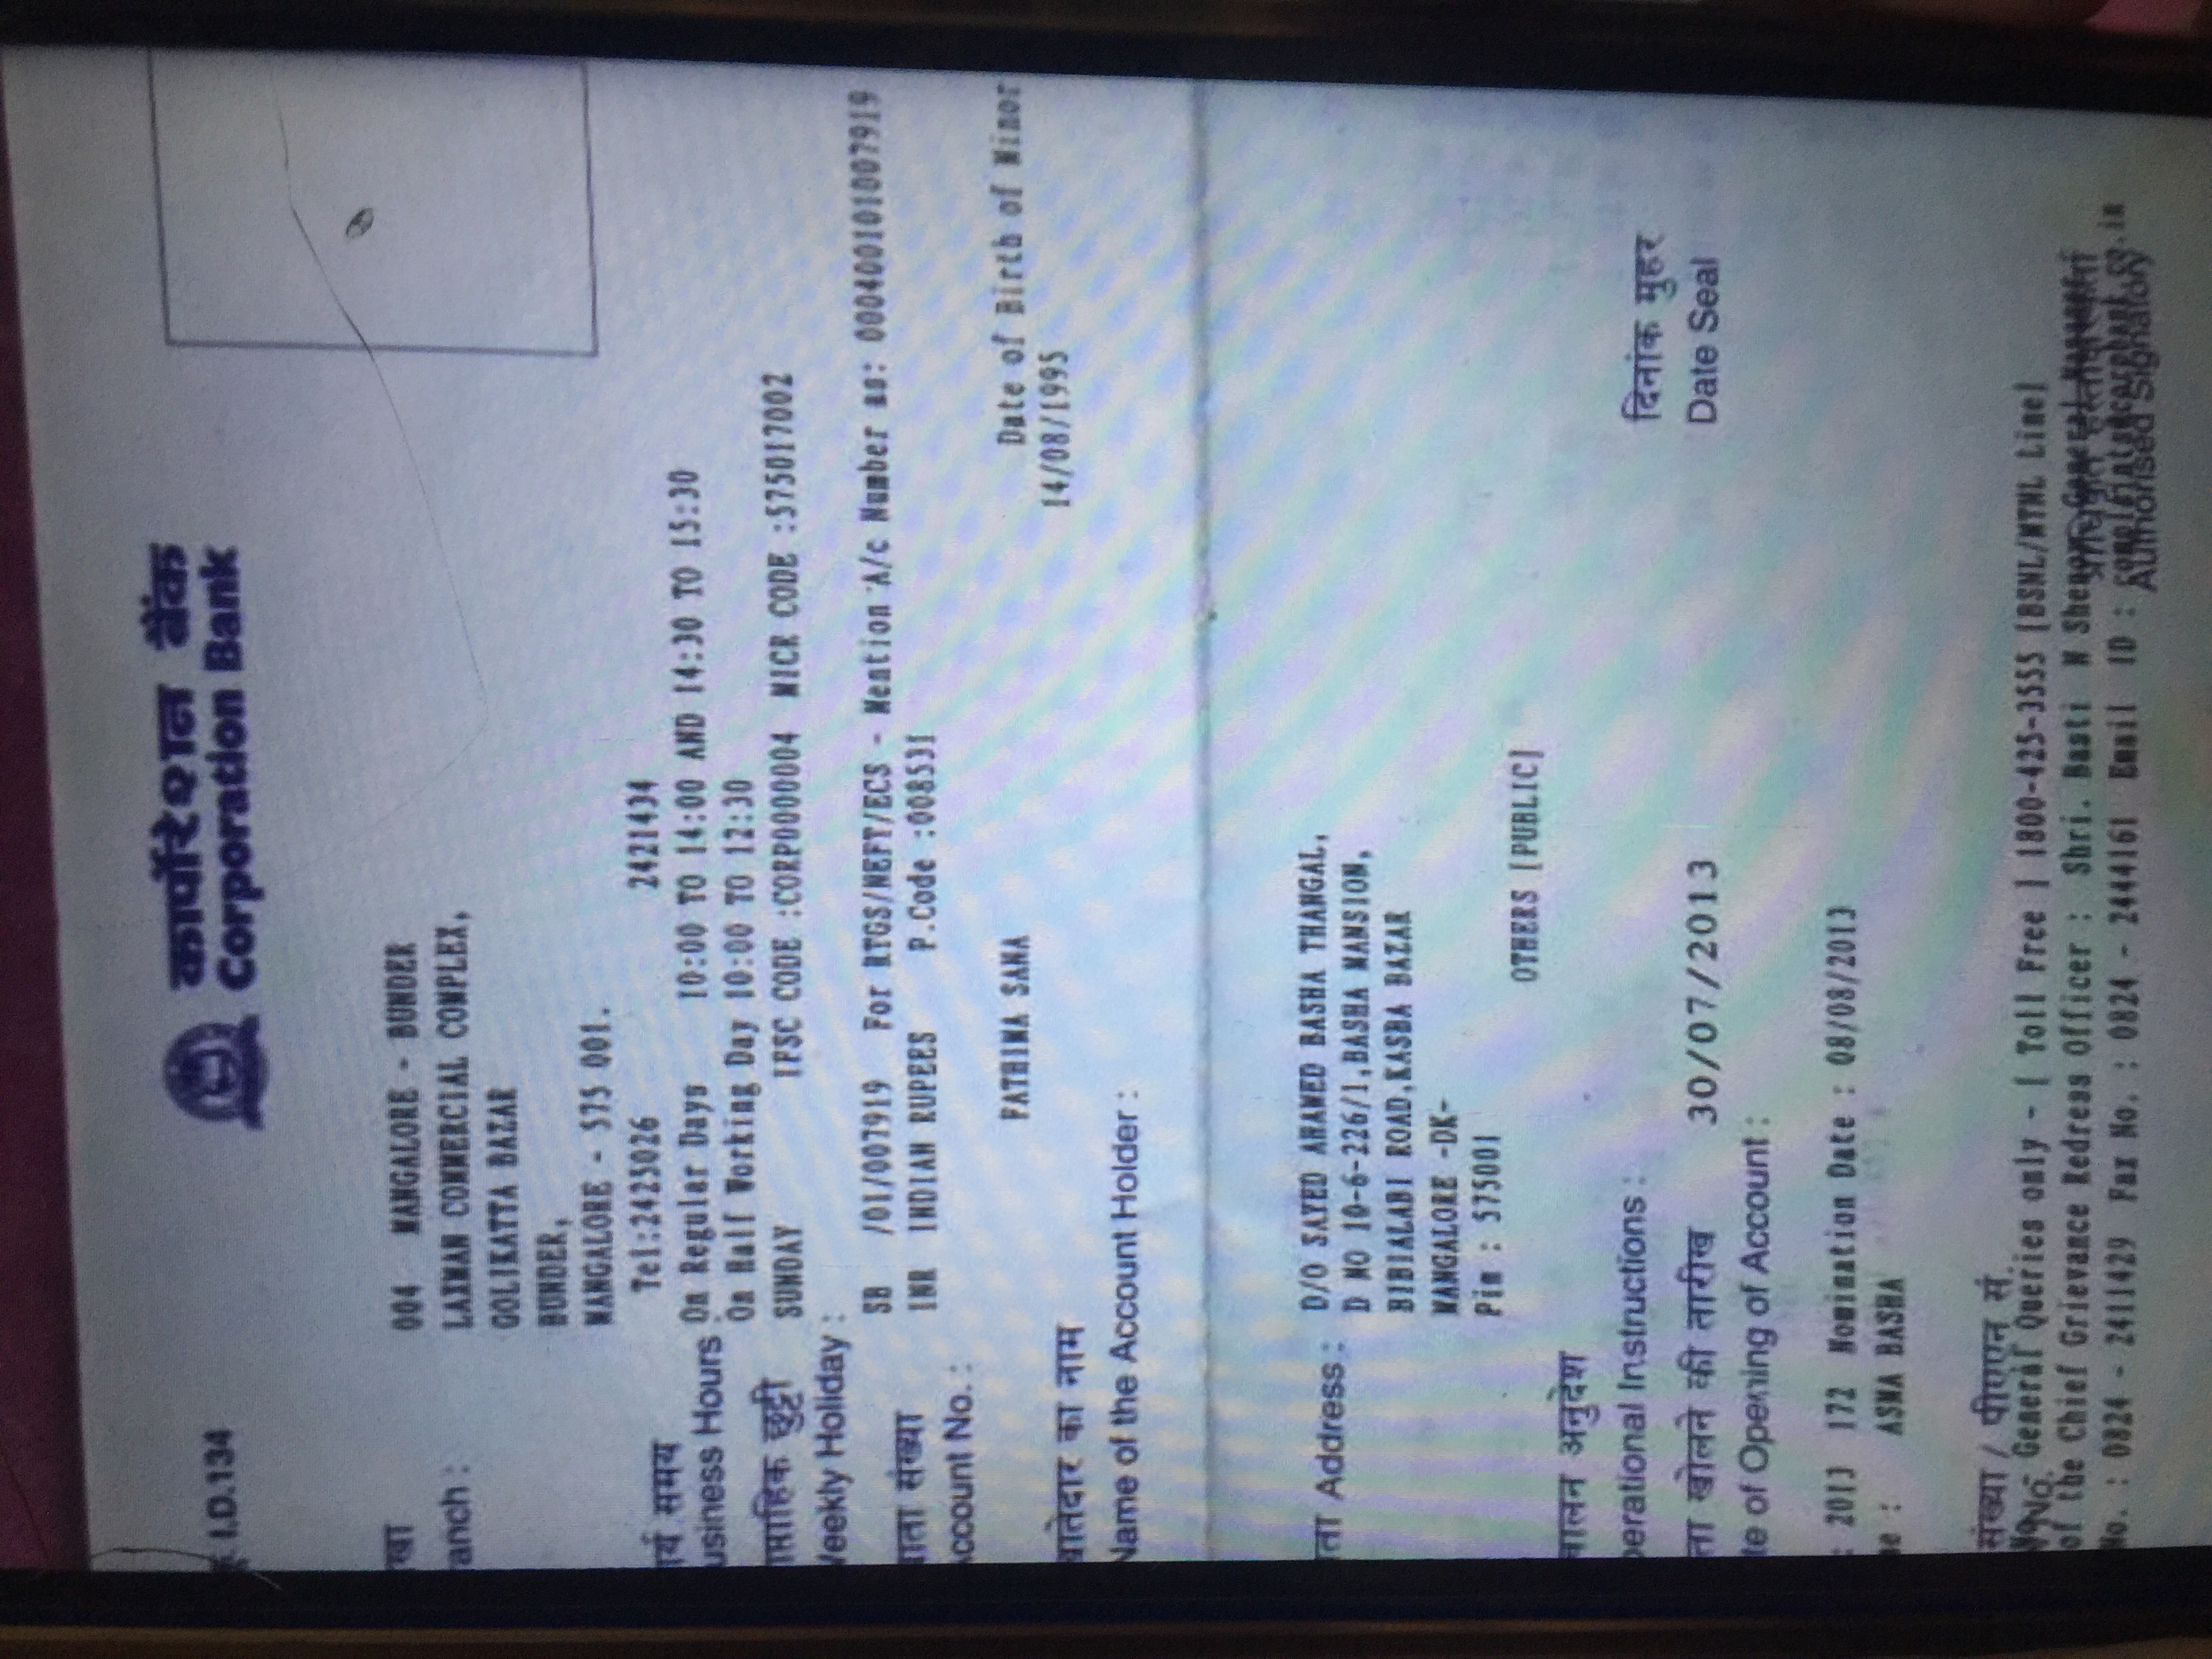 I.D.134
कार्पोरेशन बैंक
Corporation Bank
खा
004 MANGALORE - BUNDER
anch :
LAXMAN COMMERCIAL COMPLEX,
GOLIKATTA BAZAR
BUNDER,
MANGALORE - 575 001.
Tel:2425026 2421434
र्य समय
usiness Hours : On Regular Days 10:00 TO 14:00 AND 14:30 TO 15:30
On Half Working Day 10:00 TO 12:30
प्ताहिक छुट्टी
SUNDAY IFSC CODE :CORP0000004 MICR CODE :575017002
Weekly Holiday :
SB /01/007919 For RTGS/NEFT/ECS - Mention A/c Number as: 000400101007919
ाता संख्या
INR INDIAN RUPEES P.Code :008531
Account No. :
FATHIMA SANA Date of Birth of Minor
14/08/1995
खातेदार का नाम
Name of the Account Holder :
D/O SAYED AHAMED BASHA THANGAL,
ता Address :
D NO 10-6-226/1,BASHA MANSION,
BIBIALABI ROAD,KASBA BAZAR
MANGALORE -DK-
Pin : 575001
OTHERS [PUBLIC]
चालन अनुदेश
perational Instructions :
दिनांक मुहर
ता खोलने की तारीख 30/07/2013
Date Seal
te of Opening of Account :
: 2013 172 Nomination Date : 08/08/2013
me : ASMA BASHA
संख्या / पीएएन सं.
No. - General Queries only - [ Toll Free ] 1800-425-3555 [BSNL/MTNL Line]
of the Chief Grievance Redress Officer : Shri. Basti M Shenoy, General Manager
प्राधिकृत हस्ताक्षरकर्ता
No. : 0824 - 2411429 Fax No. : 0824 - 2444161 Email ID : complaints@corpbank.co.in
Authorised Signatory